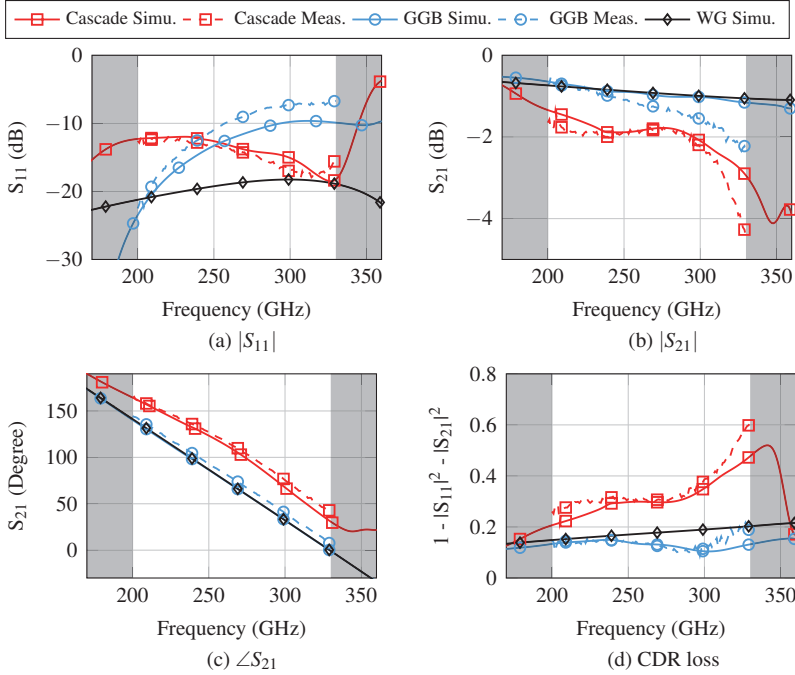 Cascade Simu. Cascade Meas. GGB Simu. GGB Meas. WG Simu.
0
−10
−20
−30
S11 (dB)
200 250 300 350
Frequency (GHz)
(a) |S11|
0
−2
−4
S21 (dB)
200 250 300 350
Frequency (GHz)
(b) |S21|
150
100
50
0
S21 (Degree)
200 250 300 350
Frequency (GHz)
(c) ∠S21
0.8
0.6
0.4
0.2
0
1 - |S11|^2 - |S21|^2
200 250 300 350
Frequency (GHz)
(d) CDR loss